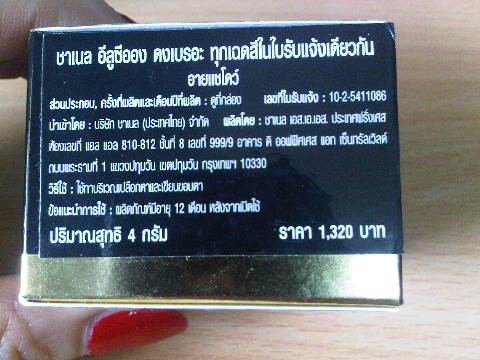 ชาแนล อีลูซีออง ดงเบรอะ ทุกเฉดสีในใบรับแจ้งเดียวกัน
อายแชโดว์
ส่วนประกอบ, ครั้งที่ผลิตและเดือนปีที่ผลิต : ดูที่กล่อง เลขที่ใบรับแจ้ง : 10-2-5411086
นำเข้าโดย : บริษัท ชาแนล (ประเทศไทย) จำกัด ผลิตโดย : ชาแนล เอส.เอ.เอส. ประเทศฝรั่งเศส
ห้องเลขที่ แอล แอล 810-812 ชั้นที่ 8 เลขที่ 999/9 อาคาร ดิ ออฟฟิศเศส แอท เซ็นทรัลเวิลด์
ถนนพระรามที่ 1 แขวงปทุมวัน เขตปทุมวัน กรุงเทพฯ 10330
วิธีใช้ : ใช้ทาบริเวณเปลือกตาและเขียนขอบตา
ข้อแนะนำการใช้ : ผลิตภัณฑ์มีอายุ 12 เดือน หลังจากเปิดใช้
ปริมาณสุทธิ 4 กรัม ราคา 1,320 บาท